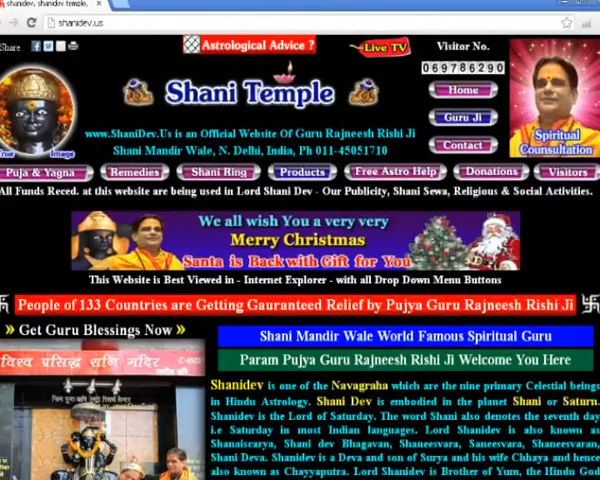 shanidev, shanidev temple,
shanidev.us
Share
Astrological Advice ?
Live TV
Visitor No.
069786290
Shani Temple
Home
Guru Ji
Contact
Spiritual
Counsultation
True Image
www.ShaniDev.Us is an Official Website Of Guru Rajneesh Rishi Ji
Shani Mandir Wale, N. Delhi, India, Ph 011-45051710
Puja & Yagna
Remedies
Shani Ring
Products
Free Astro Help
Donations
Visitors
All Funds Reced. at this website are being used in Lord Shani Dev - Our Publicity, Shani Sewa, Religious & Social Activities.
We all wish You a very very
Merry Christmas
Santa is Back with Gift for You
This Website is Best Viewed in - Internet Explorer - with all Drop Down Menu Buttons
People of 133 Countries are Getting Gauranteed Relief by Pujya Guru Rajneesh Rishi Ji
» Get Guru Blessings Now »
Shani Mandir Wale World Famous Spiritual Guru
Param Pujya Guru Rajneesh Rishi Ji Welcome You Here
विश्व प्रसिद्ध शनि मंदिर
Shanidev is one of the Navagraha which are the nine primary Celestial beings
in Hindu Astrology. Shani Dev is embodied in the planet Shani or Saturn.
Shanidev is the Lord of Saturday. The word Shani also denotes the seventh day
i.e Saturday in most Indian languages. Lord Shanidev is also known as
Shanaiscarya, Shani dev Bhagavan, Shaneesvara, Saneesvara, Shaneesvaran,
Shani Deva. Shanidev is a Deva and son of Surya and his wife Chhaya and hence
also known as Chayyaputra. Lord Shanidev is Brother of Yum, the Hindu God